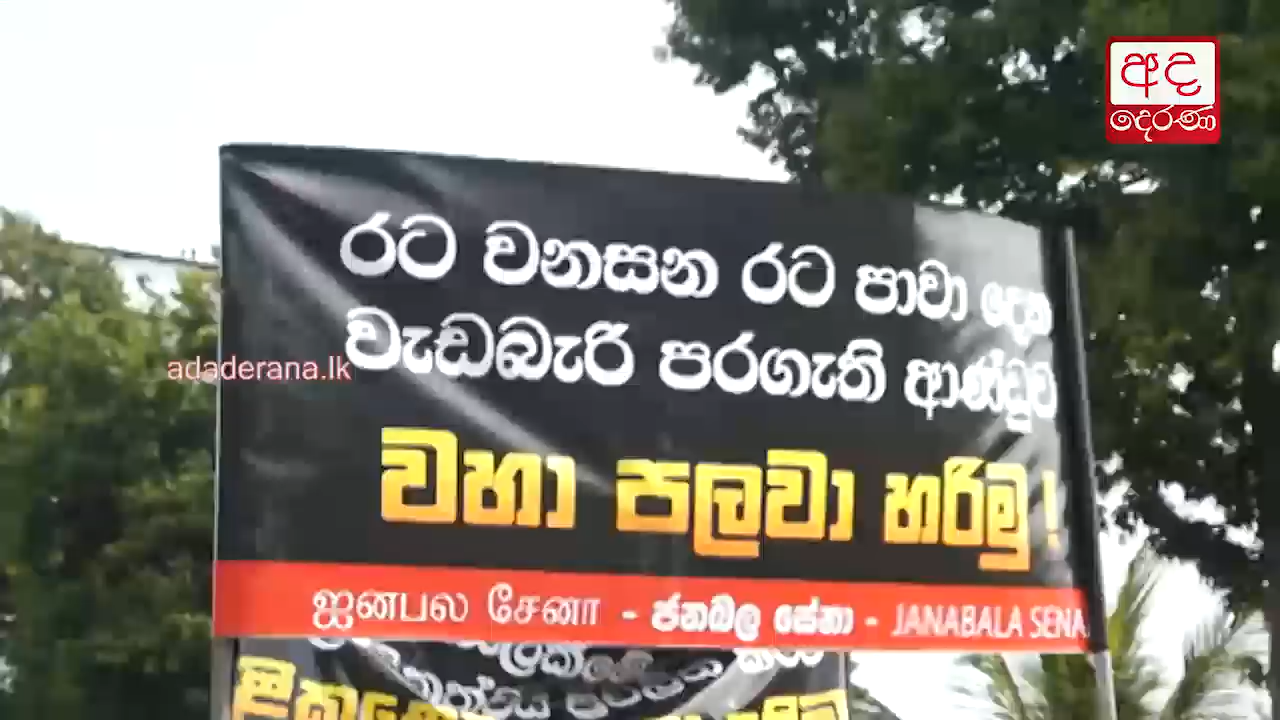 අද
දෙරණ
රට වනසන රට පාවා දෙන
වැඩබැරි පරගැති ආණ්ඩුව
adaderana.lk
වහා පලවා හරිමු !
ஜனபல சேனா - ජනබල සේනා - JANABALA SENA